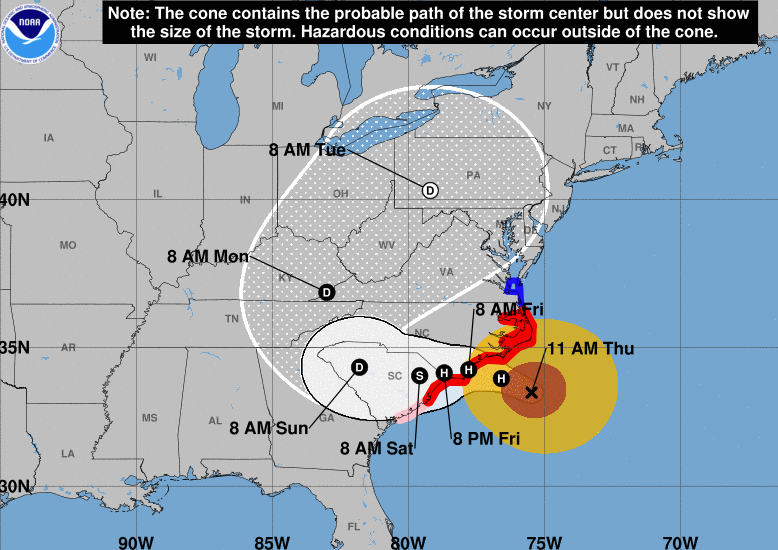 Note: The cone contains the probable path of the storm center but does not show
the size of the storm. Hazardous conditions can occur outside of the cone.
NOAA
WI
VT
NH
MI
NY
IA
MA
CT
8 AM Tue
D
PA
40N
IL
IN
OH
NJ
DE
MO
WV
8 AM Mon
KY
VA
D
8 AM Fri
TN
NC
35N
AR
11 AM Thu
D
SC
S
H
H
H
MS
AL
GA
8 AM Sun
8 AM Sat
8 PM Fri
LA
30N
FL
90W
85W
80W
75W
70W